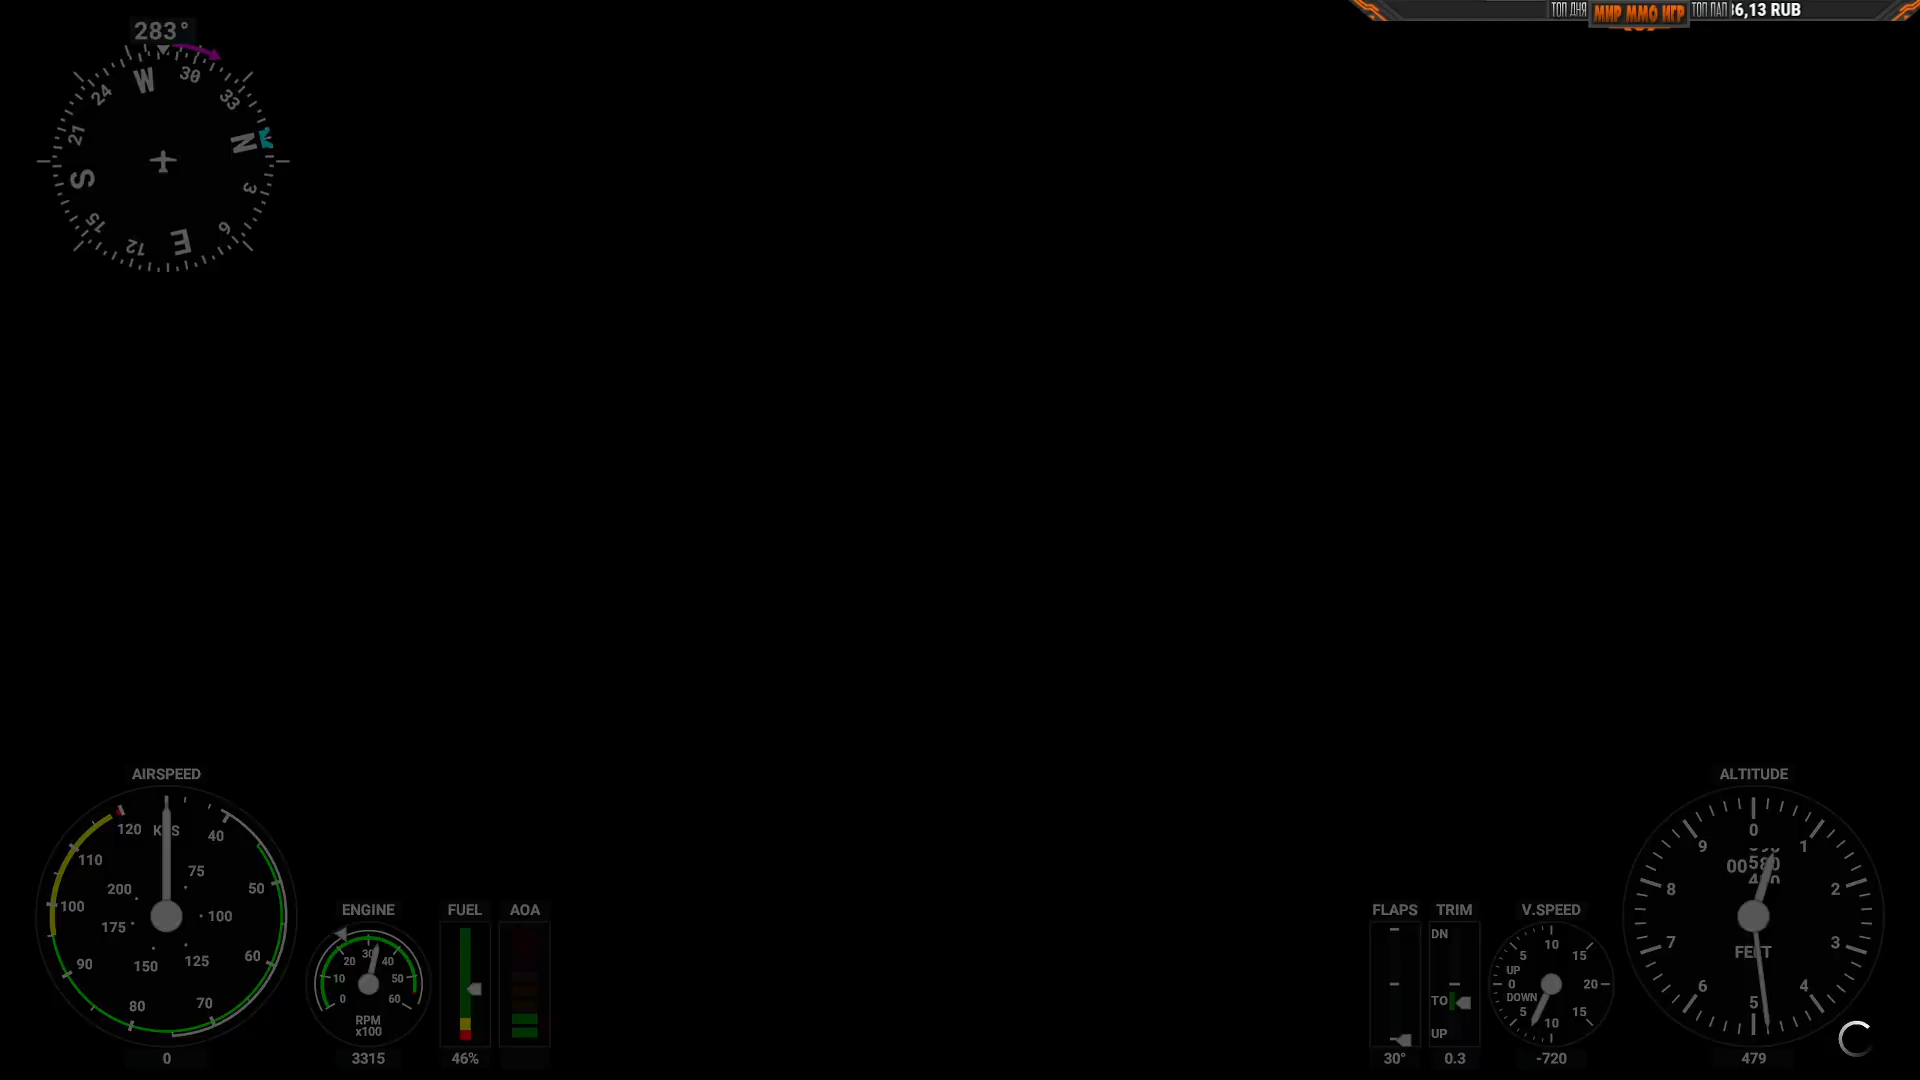 283°
ТОП ДНЯ
МИР ММО ИГР
ТОП ПАП
6,13 RUB
W
30
24
33
21
N
S
3
15
6
12
E
AIRSPEED
120
40
110
75
200
50
100
175
100
150
125
60
90
80
70
0
ENGINE
30
20
40
10
50
0
60
RPM
x100
3315
FUEL
46%
AOA
FLAPS
30°
TRIM
DN
TO
UP
0.3
V.SPEED
10
5
15
UP
0
20
DOWN
5
15
10
-720
ALTITUDE
0
9
1
00580
8
2
7
3
FEET
6
4
5
479